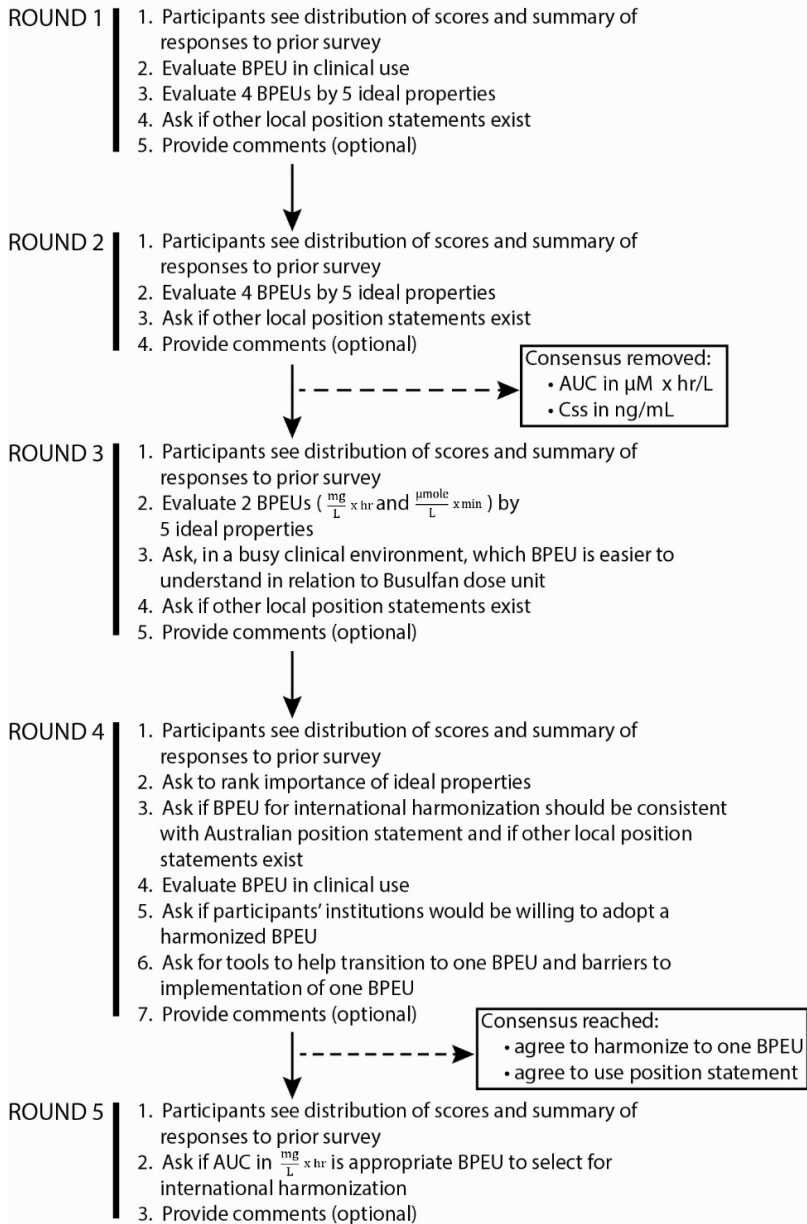 ROUND 1
1. Participants see distribution of scores and summary of
responses to prior survey
2. Evaluate BPEU in clinical use
3. Evaluate 4 BPEUs by 5 ideal properties
4. Ask if other local position statements exist
5. Provide comments (optional)
ROUND 2
1. Participants see distribution of scores and summary of
responses to prior survey
2. Evaluate 4 BPEUs by 5 ideal properties
3. Ask if other local position statements exist
4. Provide comments (optional)
Consensus removed:
• AUC in µM x hr/L
• Css in ng/mL
ROUND 3
1. Participants see distribution of scores and summary of
responses to prior survey
2. Evaluate 2 BPEUs ( mg/L x hr and µmole/L x min ) by
5 ideal properties
3. Ask, in a busy clinical environment, which BPEU is easier to
understand in relation to Busulfan dose unit
4. Ask if other local position statements exist
5. Provide comments (optional)
ROUND 4
1. Participants see distribution of scores and summary of
responses to prior survey
2. Ask to rank importance of ideal properties
3. Ask if BPEU for international harmonization should be consistent
with Australian position statement and if other local position
statements exist
4. Evaluate BPEU in clinical use
5. Ask if participants' institutions would be willing to adopt a
harmonized BPEU
6. Ask for tools to help transition to one BPEU and barriers to
implementation of one BPEU
7. Provide comments (optional)
Consensus reached:
• agree to harmonize to one BPEU
• agree to use position statement
ROUND 5
1. Participants see distribution of scores and summary of
responses to prior survey
2. Ask if AUC in mg/L x hr is appropriate BPEU to select for
international harmonization
3. Provide comments (optional)